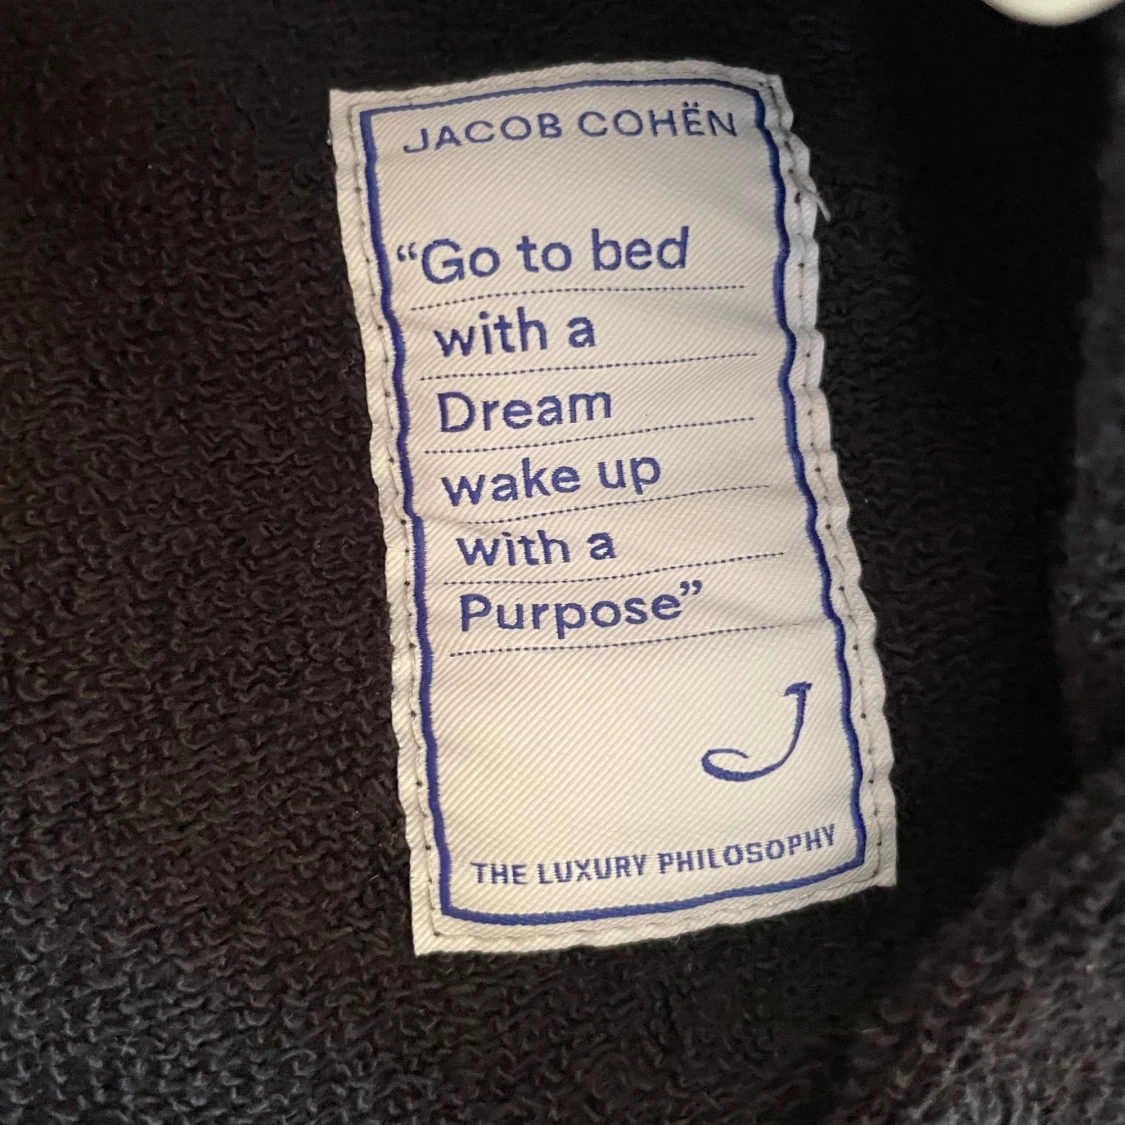 JACOB COHËN
“Go to bed
with a
Dream
wake up
with a
Purpose”
J
THE LUXURY PHILOSOPHY